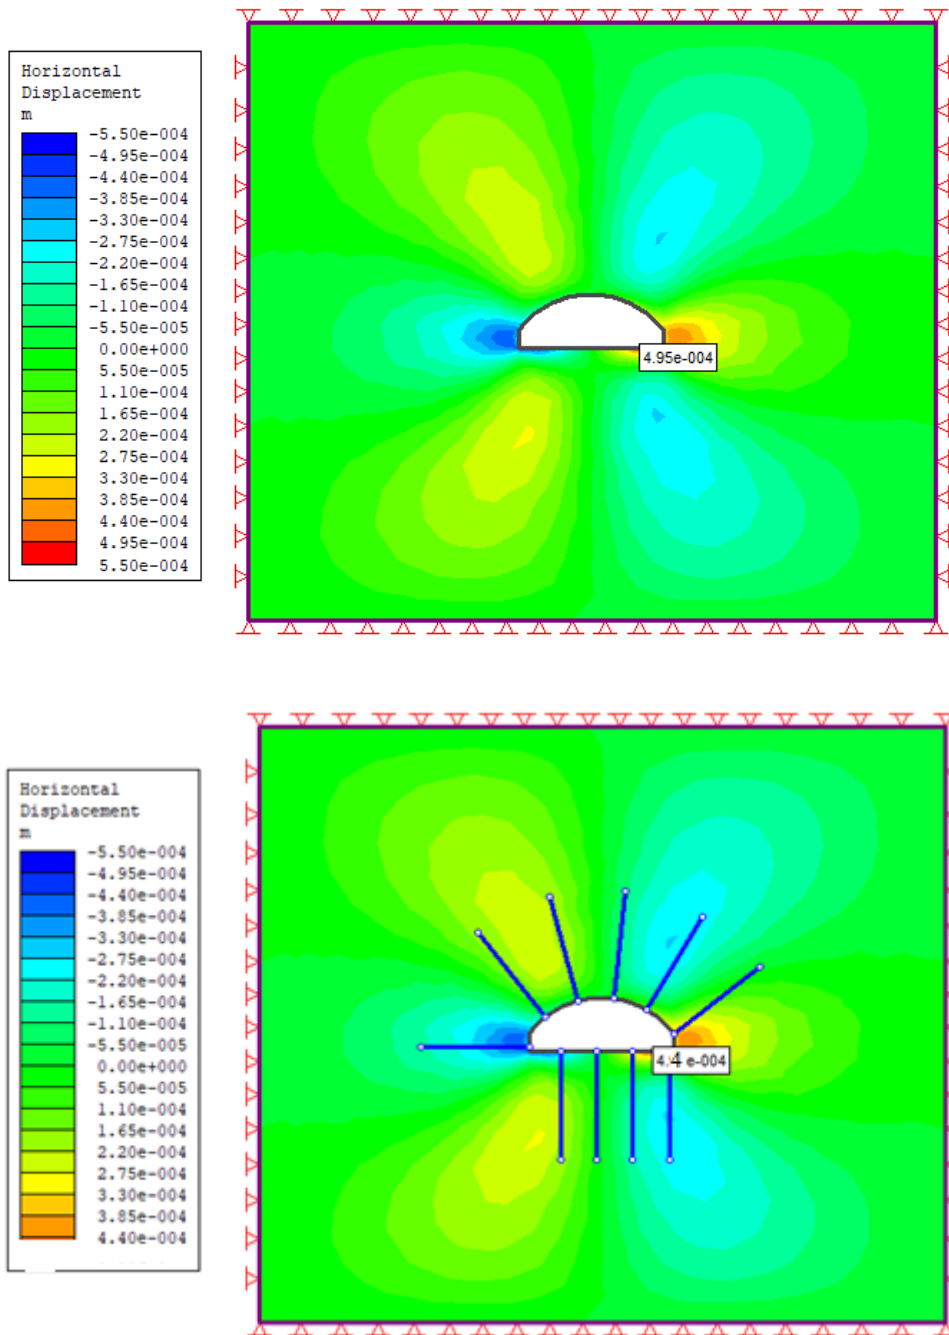 Horizontal
Displacement
m
-5.50e-004
-4.95e-004
-4.40e-004
-3.85e-004
-3.30e-004
-2.75e-004
-2.20e-004
-1.65e-004
-1.10e-004
-5.50e-005
0.00e+000
5.50e-005
1.10e-004
1.65e-004
2.20e-004
2.75e-004
3.30e-004
3.85e-004
4.40e-004
4.95e-004
5.50e-004
4.95e-004
Horizontal
Displacement
m
-5.50e-004
-4.95e-004
-4.40e-004
-3.85e-004
-3.30e-004
-2.75e-004
-2.20e-004
-1.65e-004
-1.10e-004
-5.50e-005
0.00e+000
5.50e-005
1.10e-004
1.65e-004
2.20e-004
2.75e-004
3.30e-004
3.85e-004
4.40e-004
4.4 e-004